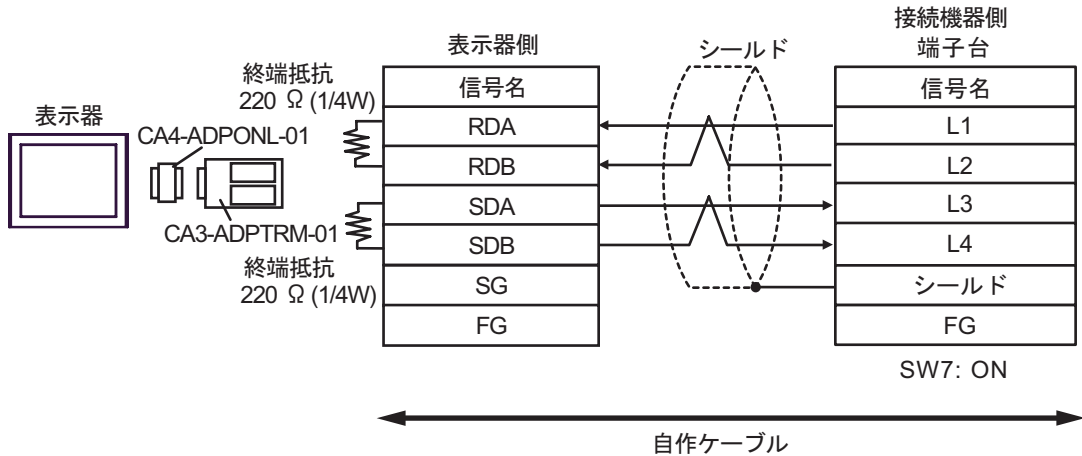 接続機器側
表示器側
シールド
端子台
終端抵抗
220 Ω (1/4W)
信号名
信号名
表示器
CA4-ADPONL-01
RDA
L1
RDB
L2
SDA
L3
CA3-ADPTRM-01
SDB
L4
終端抵抗
220 Ω (1/4W)
SG
シールド
FG
FG
SW7: ON
自作ケーブル